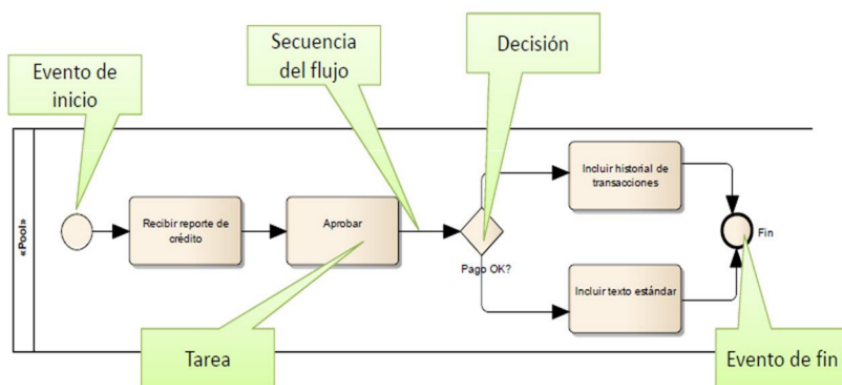 Evento de
inicio
Secuencia
del flujo
Decisión
«Pool»
Recibir reporte de
crédito
Aprobar
Pago OK?
Incluir historial de
transacciones
Incluir texto estándar
Fin
Tarea
Evento de fin